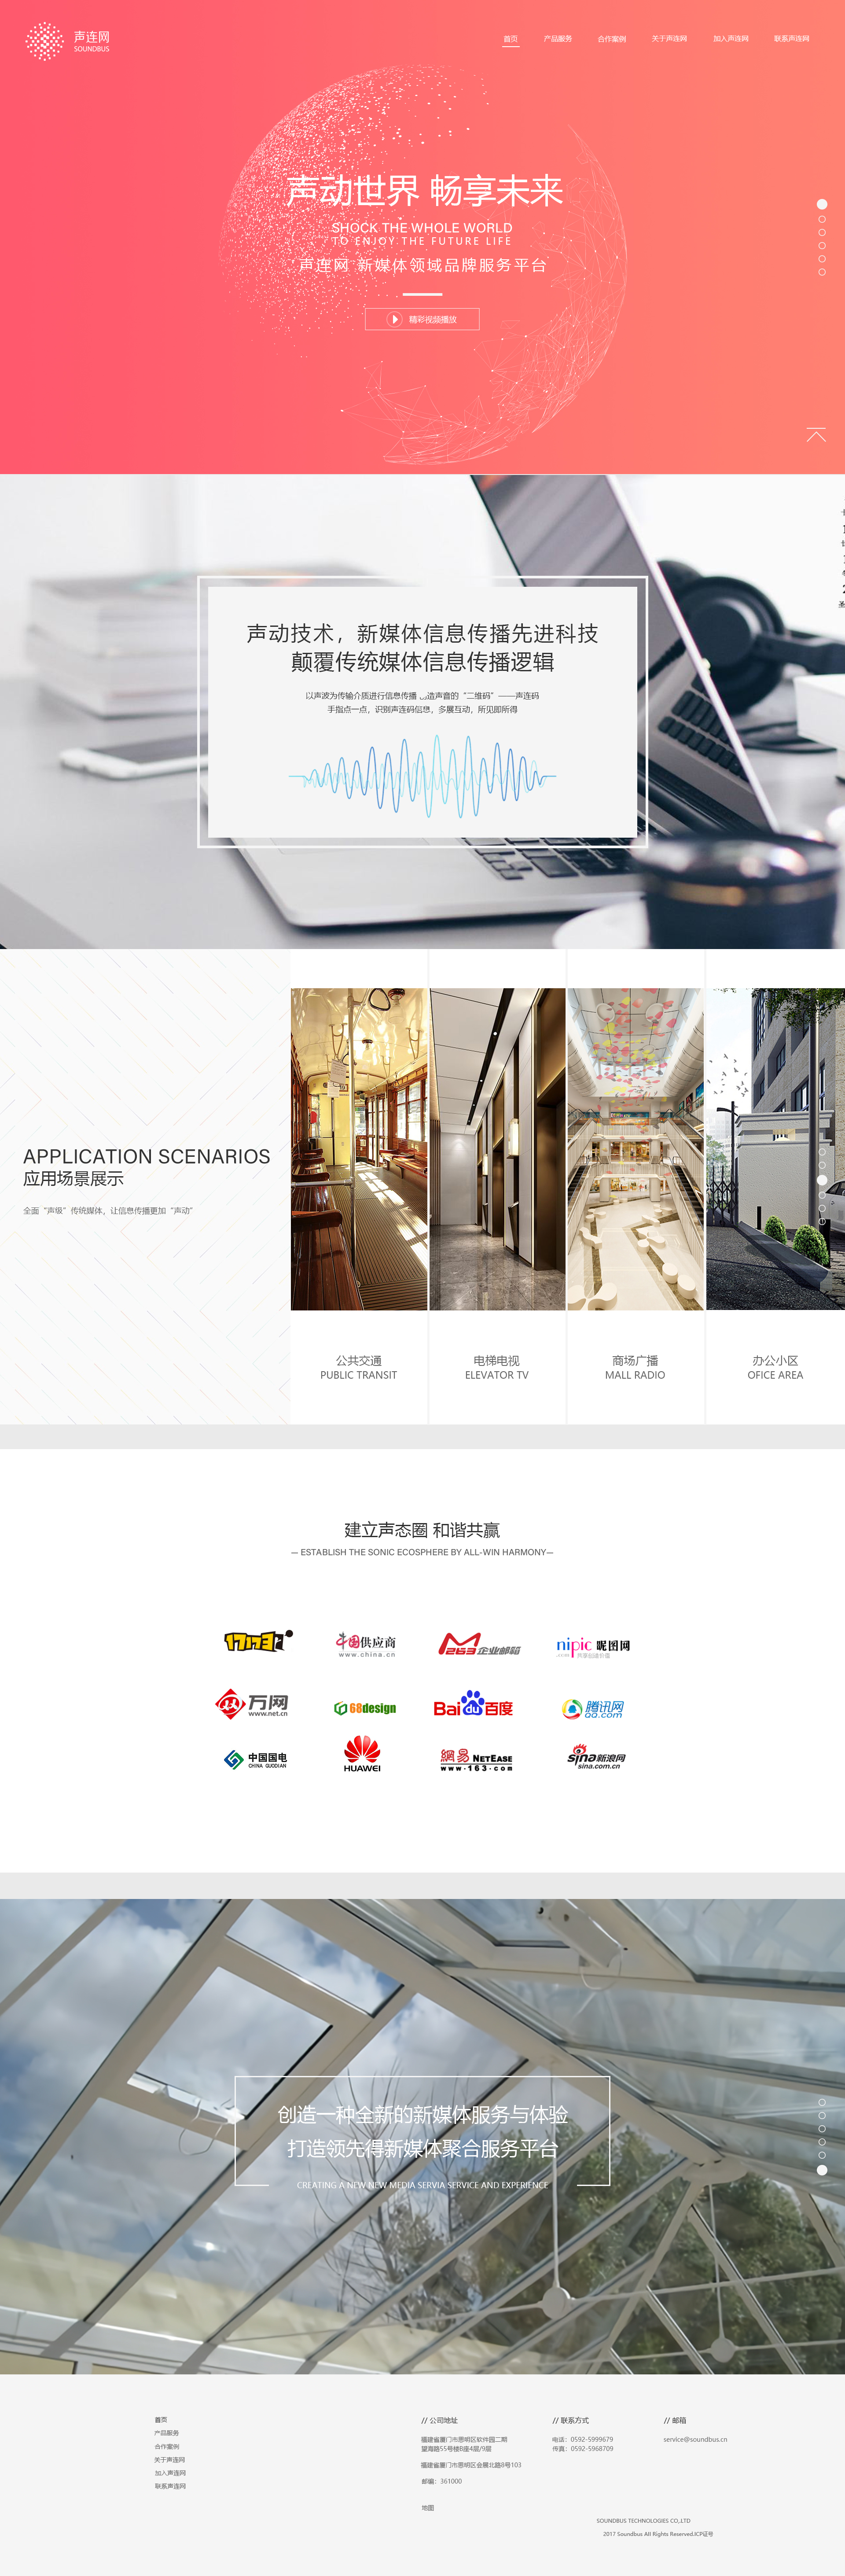 声连网
SOUNDBUS
首页
产品服务
合作案例
关于声连网
加入声连网
联系声连网
声动世界 畅享未来
SHOCK THE WHOLE WORLD
TO ENJOY THE FUTURE LIFE
声连网 新媒体领域品牌服务平台
精彩视频播放
声动技术，新媒体信息传播先进科技
颠覆传统媒体信息传播逻辑
以声波为传输介质进行信息传播 造声音的“二维码”——声连码
手指点一点，识别声连码信息，多屏互动，所见即所得
APPLICATION SCENARIOS
应用场景展示
全面“声级”传统媒体，让信息传播更加“声动”
公共交通
PUBLIC TRANSIT
电梯电视
ELEVATOR TV
商场广播
MALL RADIO
办公小区
OFICE AREA
建立声态圈 和谐共赢
— ESTABLISH THE SONIC ECOSPHERE BY ALL-WIN HARMONY—
17173
中国供应商
www.china.cn
263企业邮箱
nipic 昵图网
.com 共享创造价值
万网
www.net.cn
68design
Bai du 百度
腾讯网
QQ.com
中国国电
CHINA GUODIAN
HUAWEI
網易 NETEASE
www.163.com
sina新浪网
sina.com.cn
创造一种全新的新媒体服务与体验
打造领先得新媒体聚合服务平台
CREATING A NEW NEW MEDIA SERVIA SERVICE AND EXPERIENCE
首页
产品服务
合作案例
关于声连网
加入声连网
联系声连网
// 公司地址
福建省厦门市思明区软件园二期
望海路55号楼B座4层/9层
福建省厦门市思明区会展北路8号103
邮编：361000
地图
// 联系方式
电话：0592-5999679
传真：0592-5968709
// 邮箱
service@soundbus.cn
SOUNDBUS TECHNOLOGIES CO,.LTD
2017 Soundbus All Rights Reserved.ICP证号